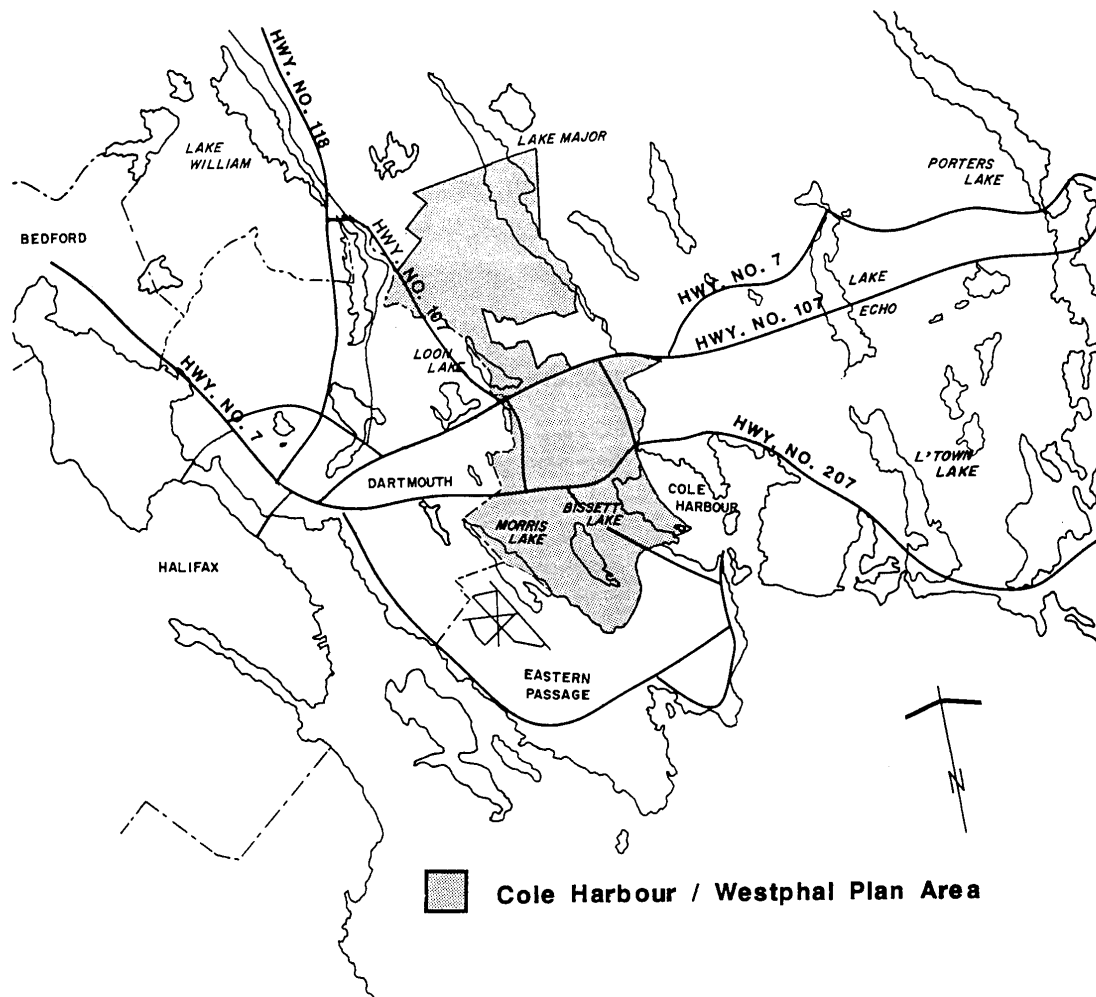 HWY. NO. 118
LAKE MAJOR
LAKE
WILLIAM
PORTERS
LAKE
BEDFORD
HWY. NO. 107
HWY. NO. 7
LAKE
ECHO
HWY. NO. 107
LOON
LAKE
HWY. NO. 7
HWY. NO. 207
L'TOWN
LAKE
DARTMOUTH
COLE
HARBOUR
BISSETT
LAKE
MORRIS
LAKE
HALIFAX
EASTERN
PASSAGE
N
Cole Harbour / Westphal Plan Area